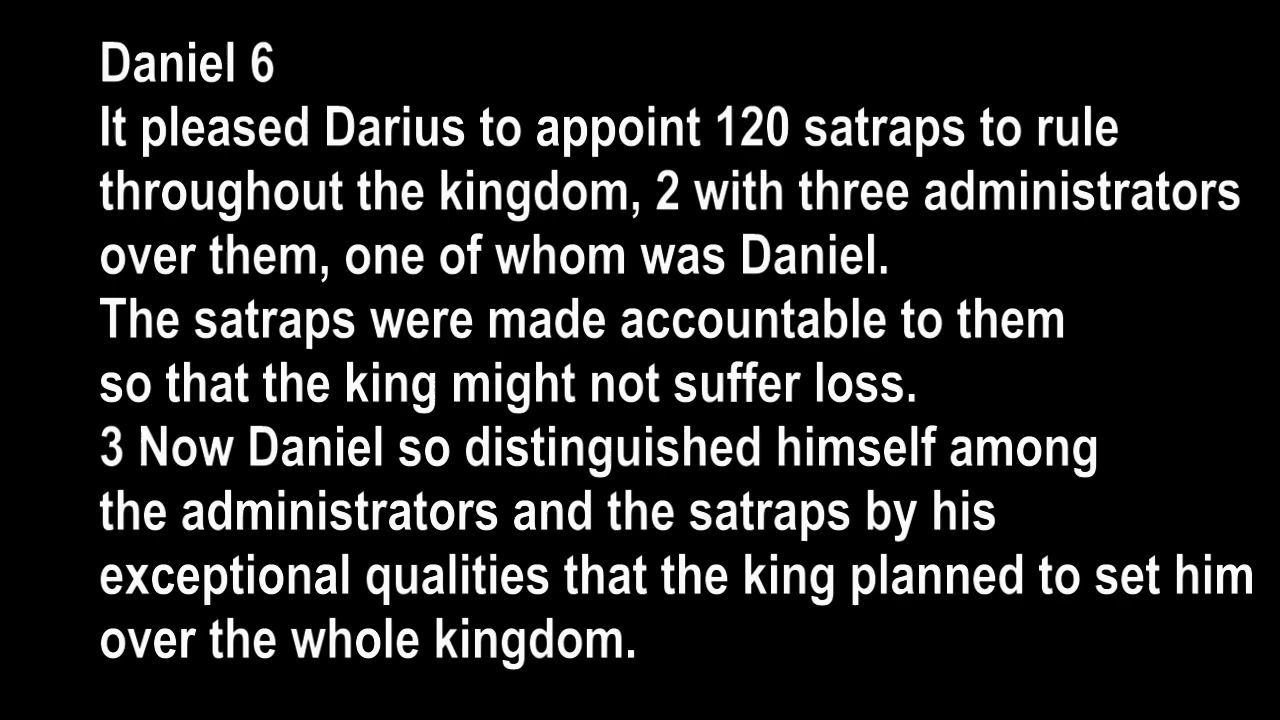 Daniel 6
It pleased Darius to appoint 120 satraps to rule
throughout the kingdom, 2 with three administrators
over them, one of whom was Daniel.
The satraps were made accountable to them
so that the king might not suffer loss.
3 Now Daniel so distinguished himself among
the administrators and the satraps by his
exceptional qualities that the king planned to set him
over the whole kingdom.